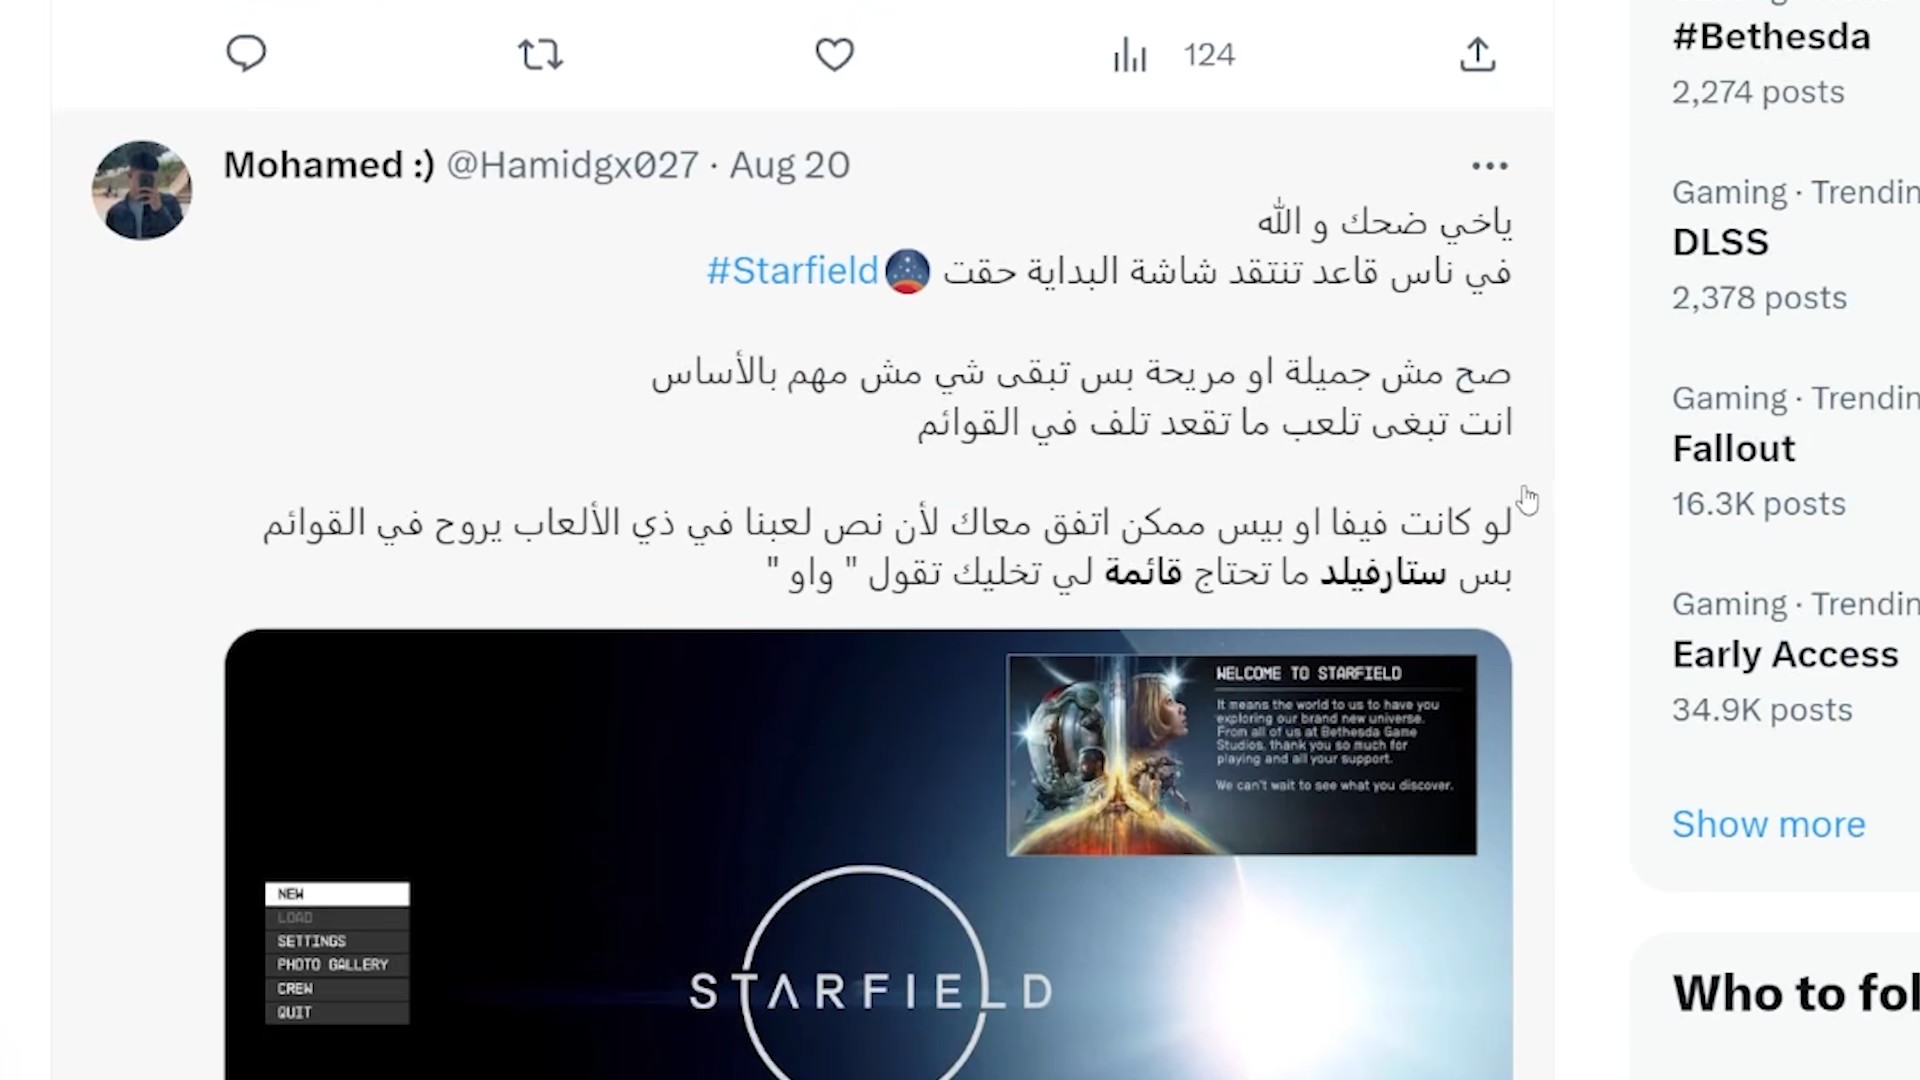 124
Mohamed :) @Hamidgx027 · Aug 20
ياخي ضحك و الله
في ناس قاعد تنتقد شاشة البداية حقت #Starfield
صح مش جميلة او مريحة بس تبقى شي مش مهم بالأساس
انت تبغى تلعب ما تقعد تلف في القوائم
لو كانت فيفا او بيس ممكن اتفق معاك لأن نص لعبنا في ذي الألعاب يروح في القوائم
بس ستارفيلد ما تحتاج قائمة لي تخليك تقول " واو "
WELCOME TO STARFIELD
It means the world to us to have you
exploring our brand new universe.
From all of us at Bethesda Game
Studios, thank you so much for
playing and all your support.
We can't wait to see what you discover.
NEW
LOAD
SETTINGS
PHOTO GALLERY
CREW
QUIT
STARFIELD
#Bethesda
2,274 posts
Gaming · Trendin
DLSS
2,378 posts
Gaming · Trendin
Fallout
16.3K posts
Gaming · Trendin
Early Access
34.9K posts
Show more
Who to fol